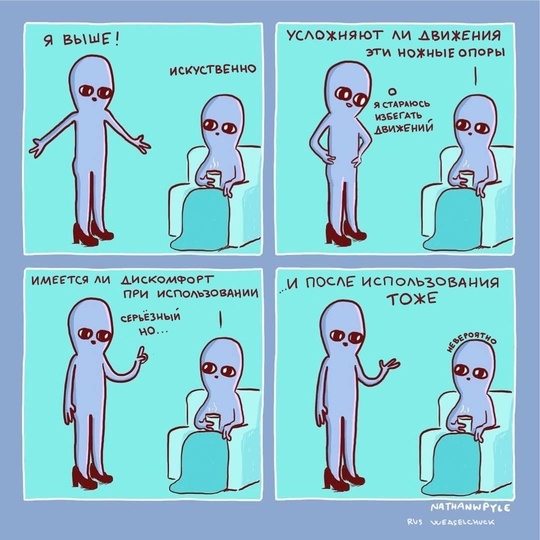 Я ВЫШЕ!
ИСКУСТВЕННО
УСЛОЖНЯЮТ ЛИ ДВИЖЕНИЯ
ЭТИ НОЖНЫЕ ОПОРЫ
Я СТАРАЮСЬ
ИЗБЕГАТЬ
ДВИЖЕНИЙ
ИМЕЕТСЯ ЛИ ДИСКОМФОРТ
ПРИ ИСПОЛЬЗОВАНИИ
СЕРЬЁЗНЫЙ
НО...
...И ПОСЛЕ ИСПОЛЬЗОВАНИЯ
ТОЖЕ
НЕВЕРОЯТНО
NATHANWPYLE
RUS WEASELCHUCK